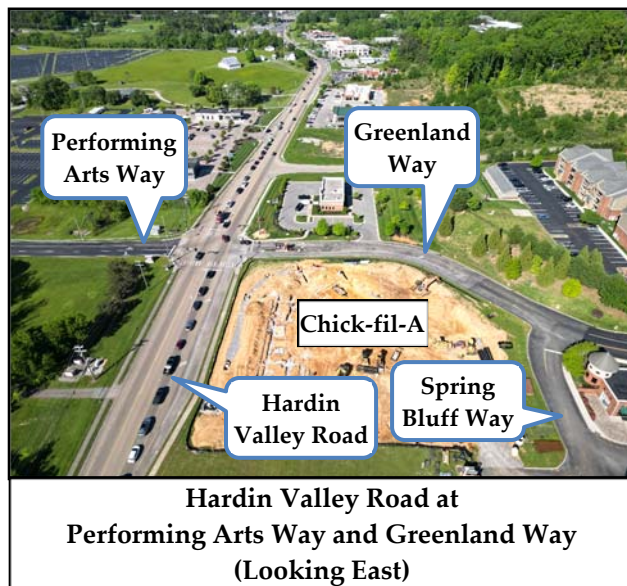 Performing
Arts Way
Greenland
Way
Chick-fil-A
Hardin
Valley Road
Spring
Bluff Way
Hardin Valley Road at
Performing Arts Way and Greenland Way
(Looking East)